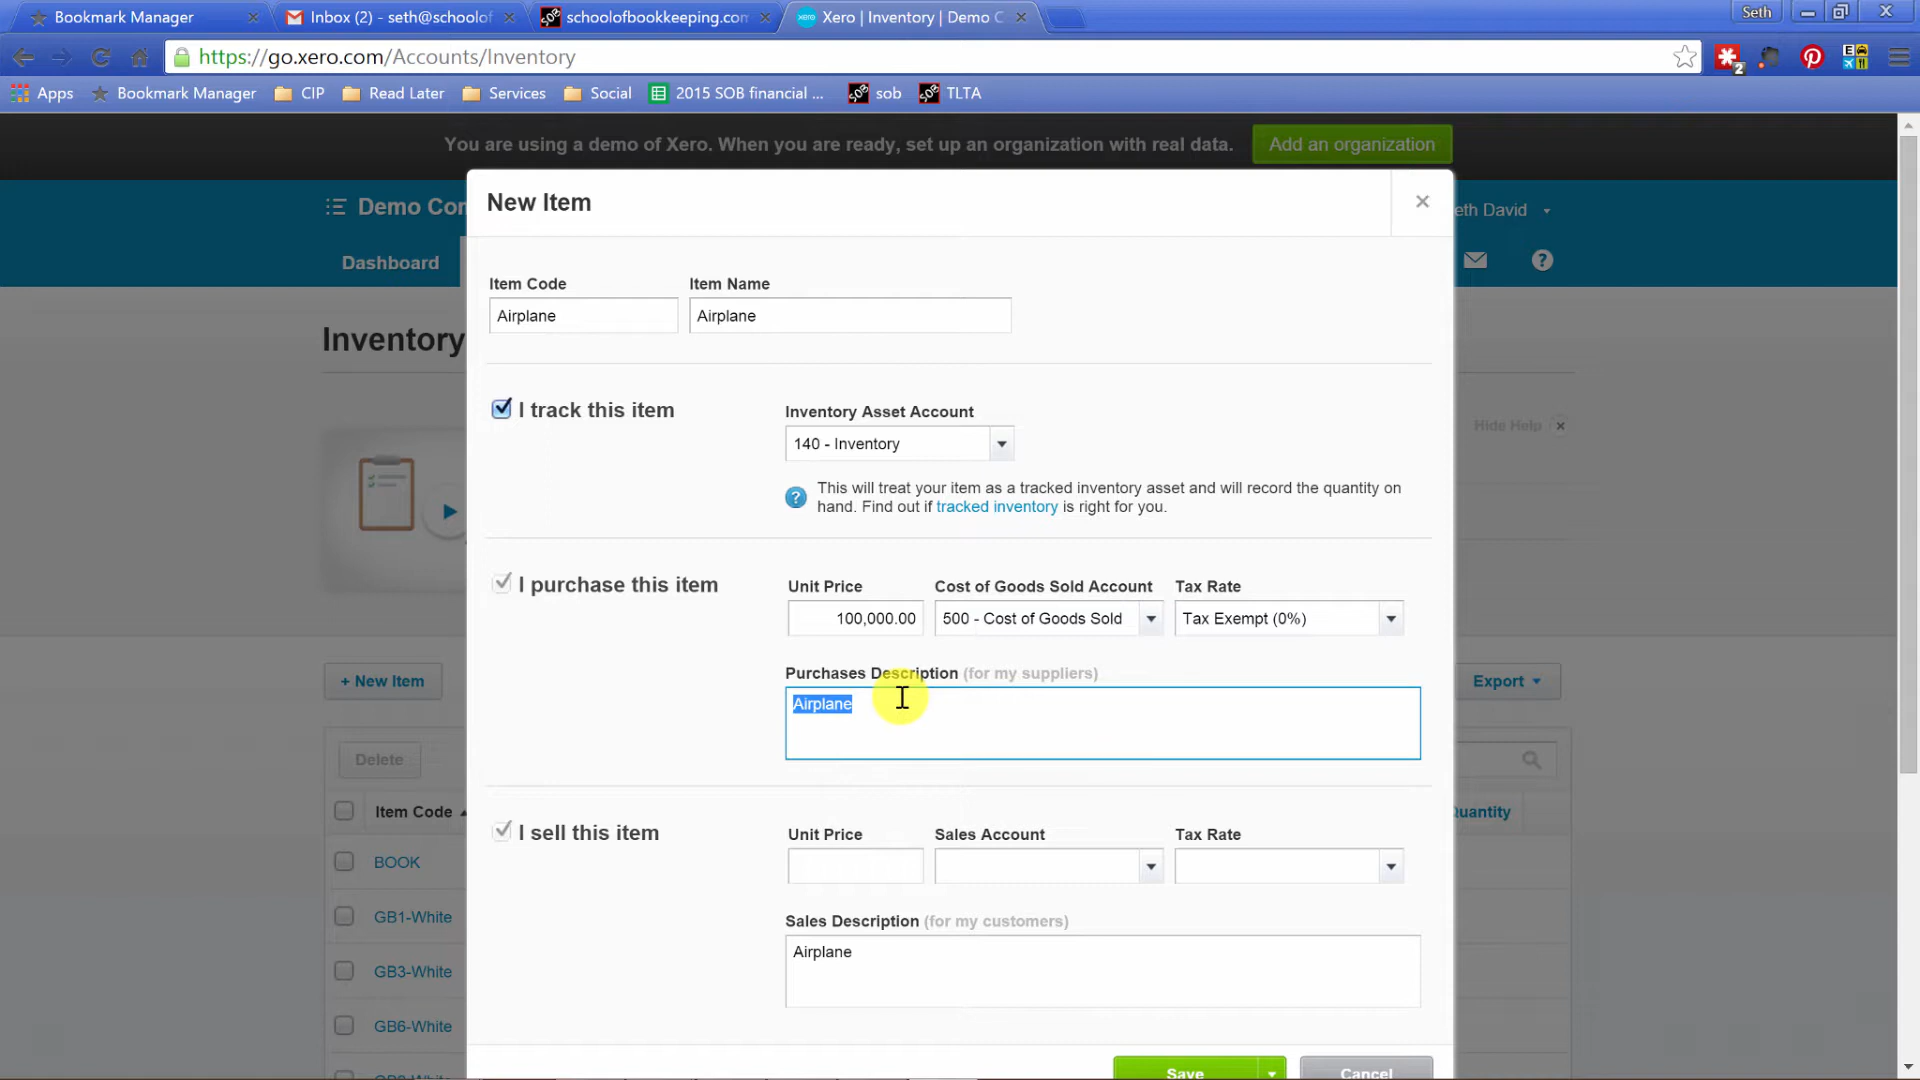 Bookmark Manager
Inbox (2) - seth@schoolof
schoolofbookkeeping.com
Xero | Inventory | Demo C
Seth
https://go.xero.com/Accounts/Inventory
Apps
Bookmark Manager
CIP
Read Later
Services
Social
2015 SOB financial ...
sob
TLTA
You are using a demo of Xero. When you are ready, set up an organization with real data.
Add an organization
Demo Con
New Item
eth David
Dashboard
Item Code
Item Name
Airplane
Airplane
Inventory
I track this item
Inventory Asset Account
140 - Inventory
Hide Help
This will treat your item as a tracked inventory asset and will record the quantity on
hand. Find out if tracked inventory is right for you.
I purchase this item
Unit Price
Cost of Goods Sold Account
Tax Rate
100,000.00
500 - Cost of Goods Sold
Tax Exempt (0%)
Purchases Description (for my suppliers)
Airplane
+ New Item
Export
Delete
Item Code
Quantity
I sell this item
Unit Price
Sales Account
Tax Rate
BOOK
GB1-White
Sales Description (for my customers)
Airplane
GB3-White
GB6-White
Save
Cancel